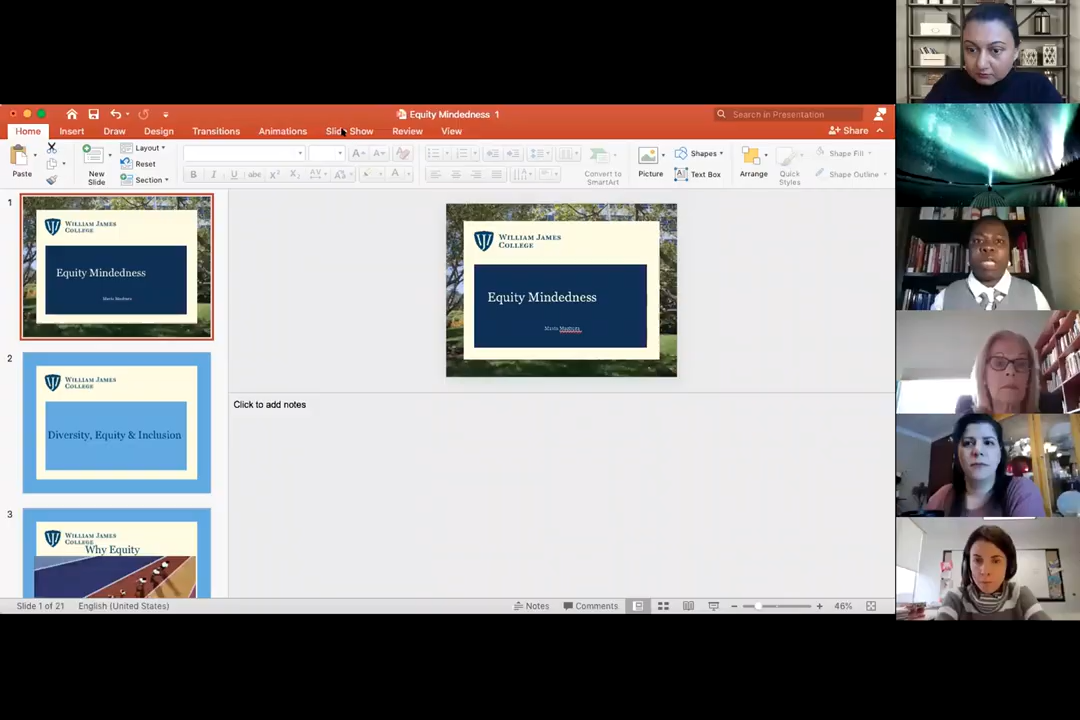 Equity Mindedness 1
Search in Presentation
Home Insert Draw Design Transitions Animations Slide Show Review View
Share
Paste
New
Slide
Layout
Reset
Section
B I U abc X² X₂
Convert to
SmartArt
Picture
Shapes
Text Box
Arrange
Quick
Styles
Shape Fill
Shape Outline
1
WILLIAM JAMES
COLLEGE
Equity Mindedness
2
WILLIAM JAMES
COLLEGE
Diversity, Equity & Inclusion
3
WILLIAM JAMES
COLLEGE
Why Equity
WILLIAM JAMES
COLLEGE
Equity Mindedness
Click to add notes
Slide 1 of 21
English (United States)
Notes
Comments
46%